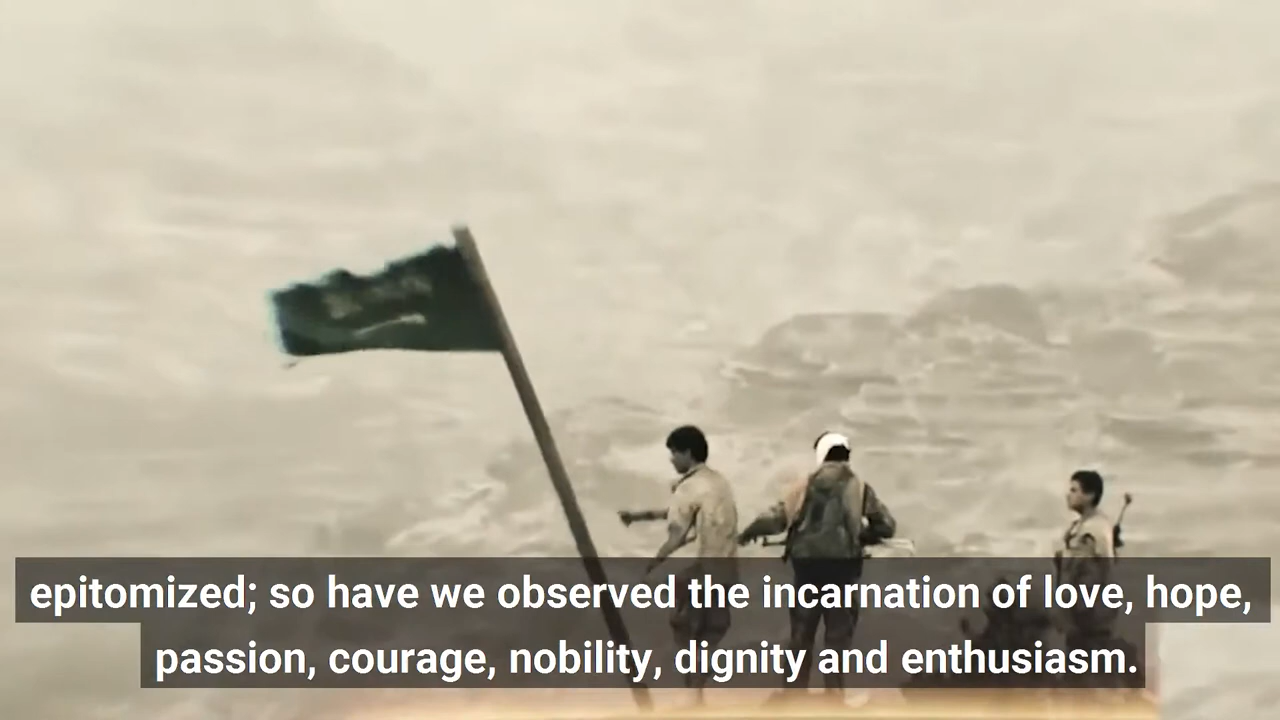 epitomized; so have we observed the incarnation of love, hope,
passion, courage, nobility, dignity and enthusiasm.